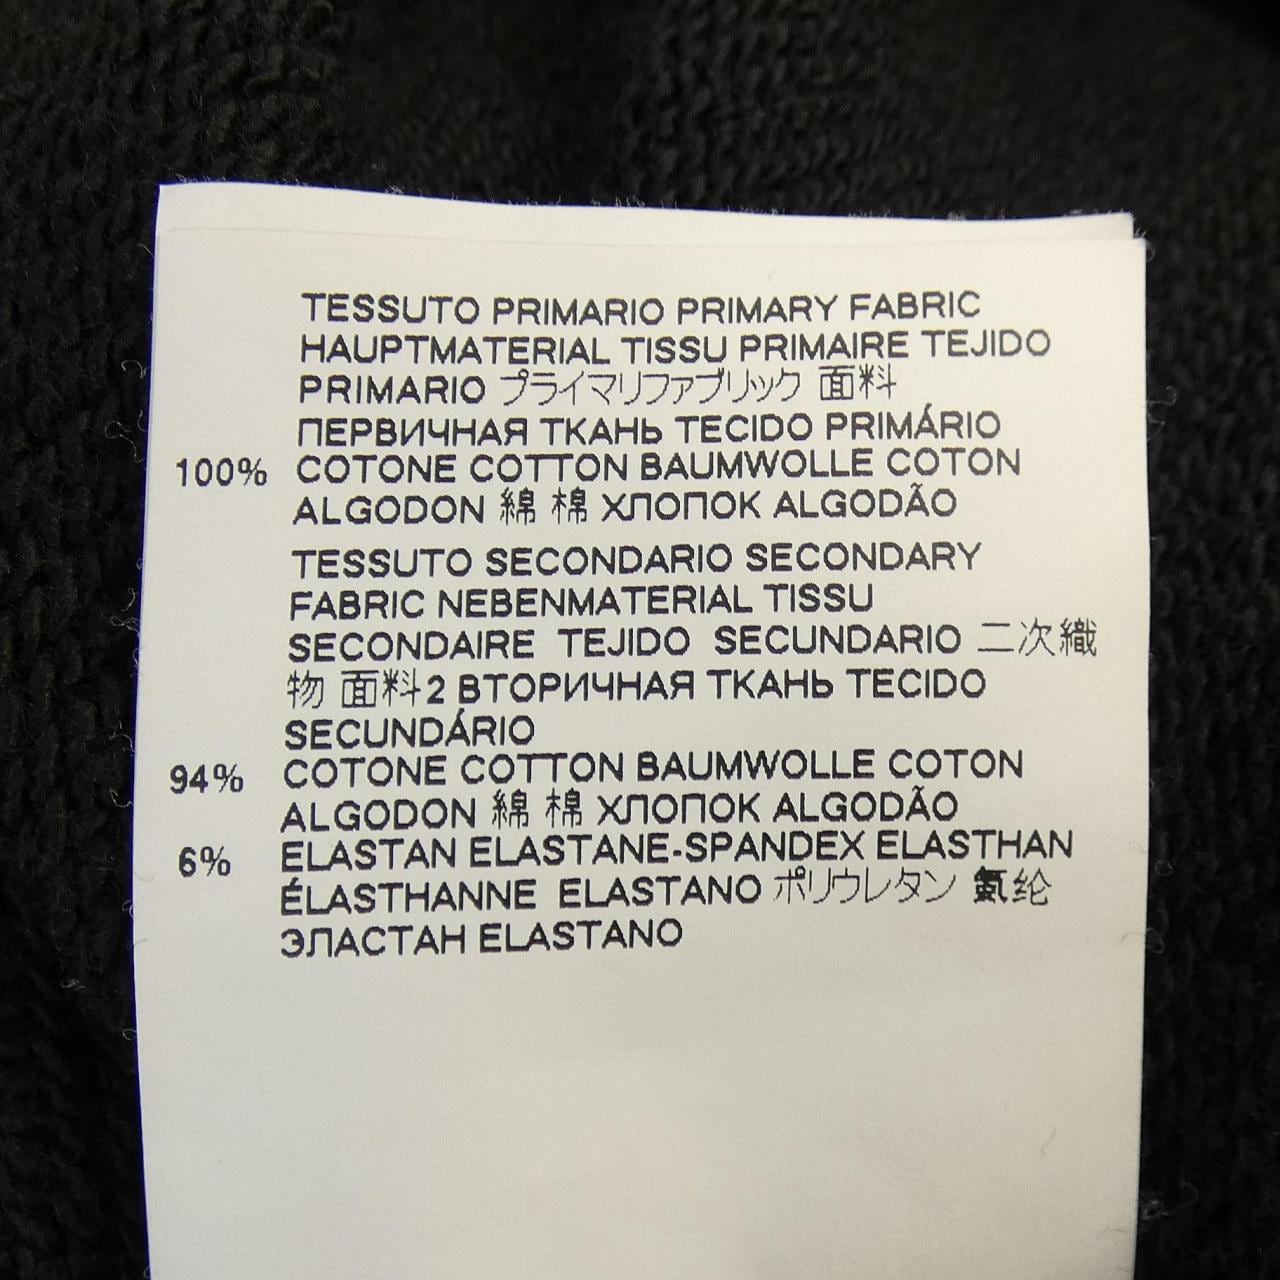 TESSUTO PRIMARIO PRIMARY FABRIC
HAUPTMATERIAL TISSU PRIMAIRE TEJIDO
PRIMARIO プライマリファブリック 面料
ПЕРВИЧНАЯ ТКАНЬ TECIDO PRIMÁRIO
100% COTONE COTTON BAUMWOLLE COTON
ALGODON 綿 棉 ХЛОПОК ALGODÃO
TESSUTO SECONDARIO SECONDARY
FABRIC NEBENMATERIAL TISSU
SECONDAIRE TEJIDO SECUNDARIO 二次織
物 面料2 ВТОРИЧНАЯ ТКАНЬ TECIDO
SECUNDÁRIO
94% COTONE COTTON BAUMWOLLE COTON
ALGODON 綿 棉 ХЛОПОК ALGODÃO
6% ELASTAN ELASTANE-SPANDEX ELASTHAN
ÉLASTHANNE ELASTANO ポリウレタン 氨纶
ЭЛАСТАН ELASTANO